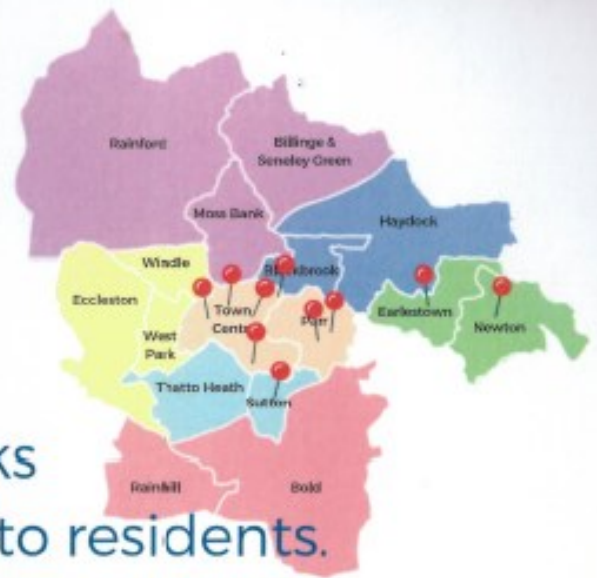 Rainford
Billinge &
Seneley Green
Moss Bank
Haydock
Windle
Blackbrook
Eccleston
Town
Centre
Parr
Earlestown
Newton
West
Park
Thatto Heath
Sutton
ks
Rainhill
Bold
to residents.